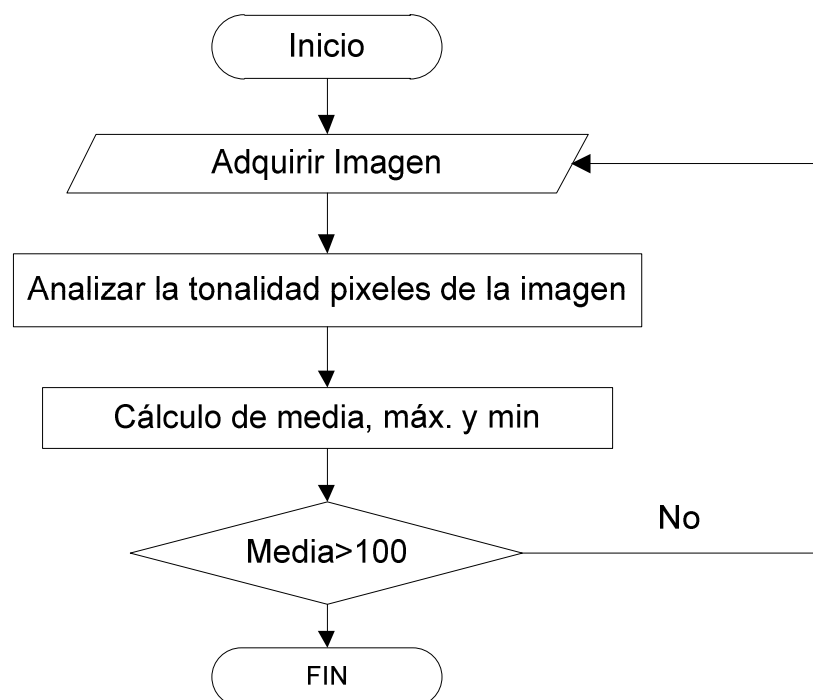 Inicio
Adquirir Imagen
Analizar la tonalidad pixeles de la imagen
Cálculo de media, máx. y min
Media>100
No
FIN